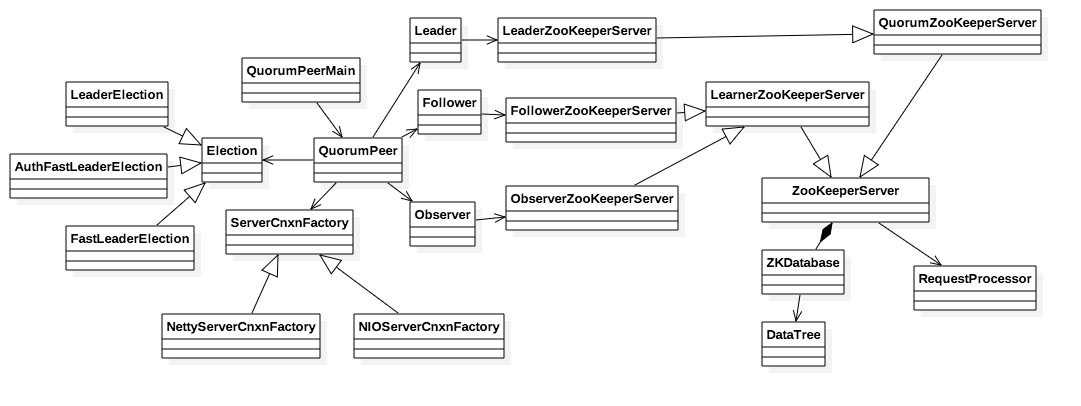 QuorumZooKeeperServer
Leader
LeaderZooKeeperServer
QuorumPeerMain
LeaderElection
Follower
FollowerZooKeeperServer
LearnerZooKeeperServer
Election
QuorumPeer
AuthFastLeaderElection
ZooKeeperServer
ServerCnxnFactory
Observer
ObserverZooKeeperServer
FastLeaderElection
ZKDatabase
RequestProcessor
NettyServerCnxnFactory
NIOServerCnxnFactory
DataTree